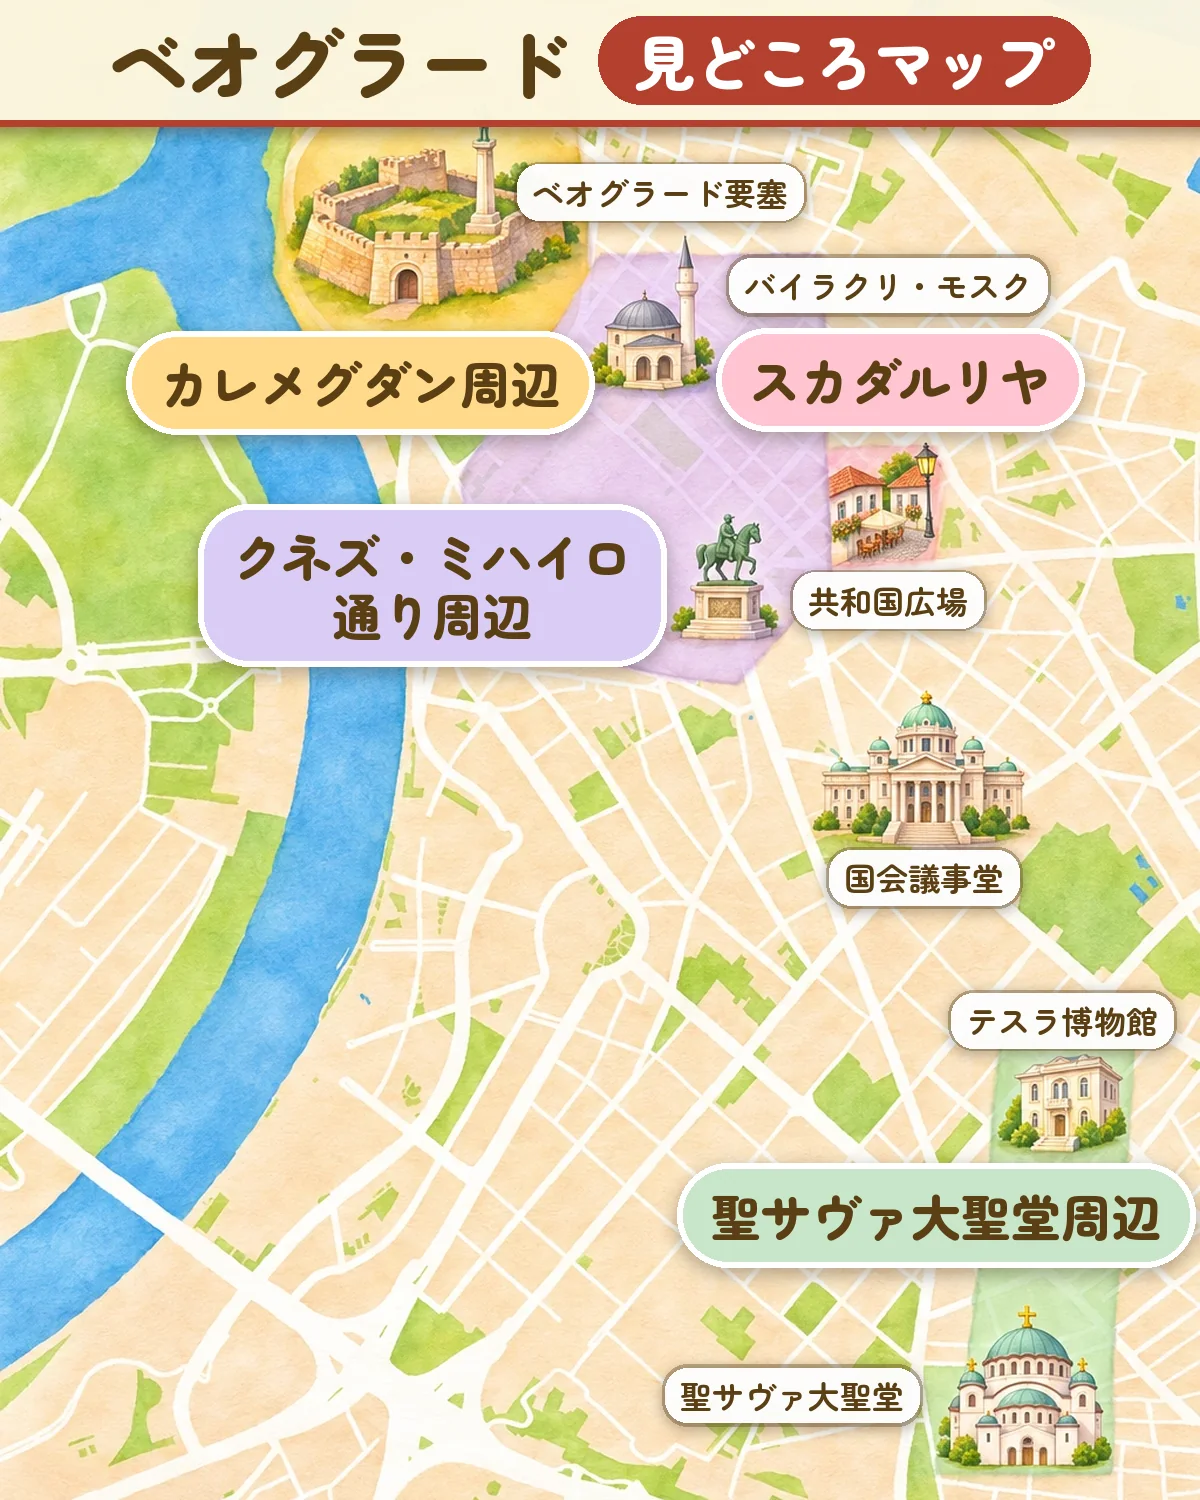 ベオグラード 見どころマップ
ベオグラード要塞
バイラクリ・モスク
カレメグダン周辺
スカダルリヤ
クネズ・ミハイロ
通り周辺
共和国広場
国会議事堂
テスラ博物館
聖サヴァ大聖堂周辺
聖サヴァ大聖堂